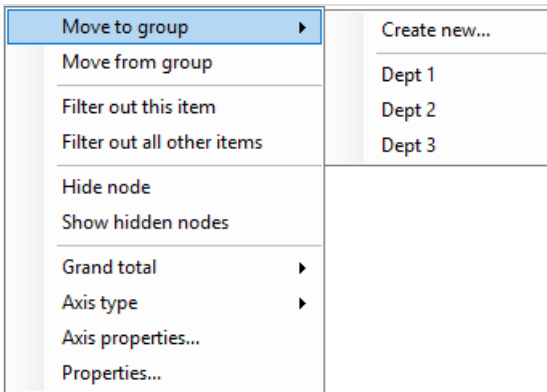 Move to group
Move from group
Filter out this item
Filter out all other items
Hide node
Show hidden nodes
Grand total
Axis type
Axis properties...
Properties...
Create new...
Dept 1
Dept 2
Dept 3